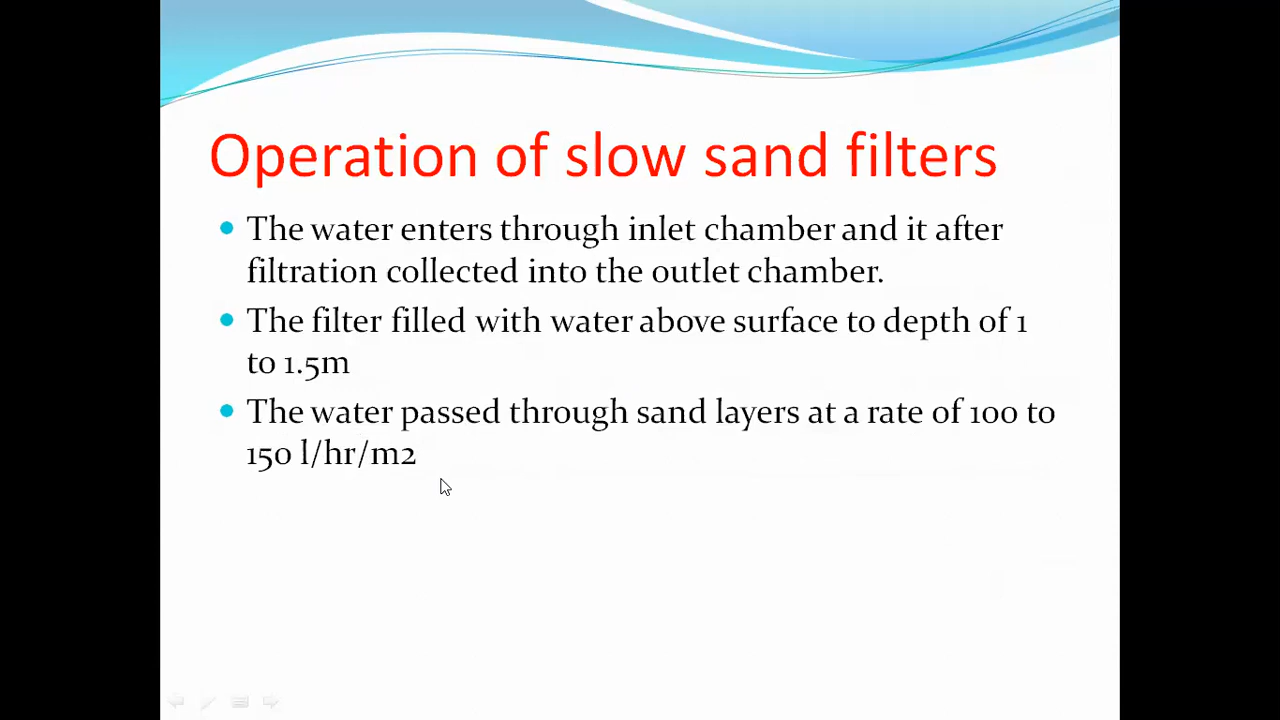 Operation of slow sand filters
• The water enters through inlet chamber and it after
filtration collected into the outlet chamber.
• The filter filled with water above surface to depth of 1
to 1.5m
• The water passed through sand layers at a rate of 100 to
150 l/hr/m2